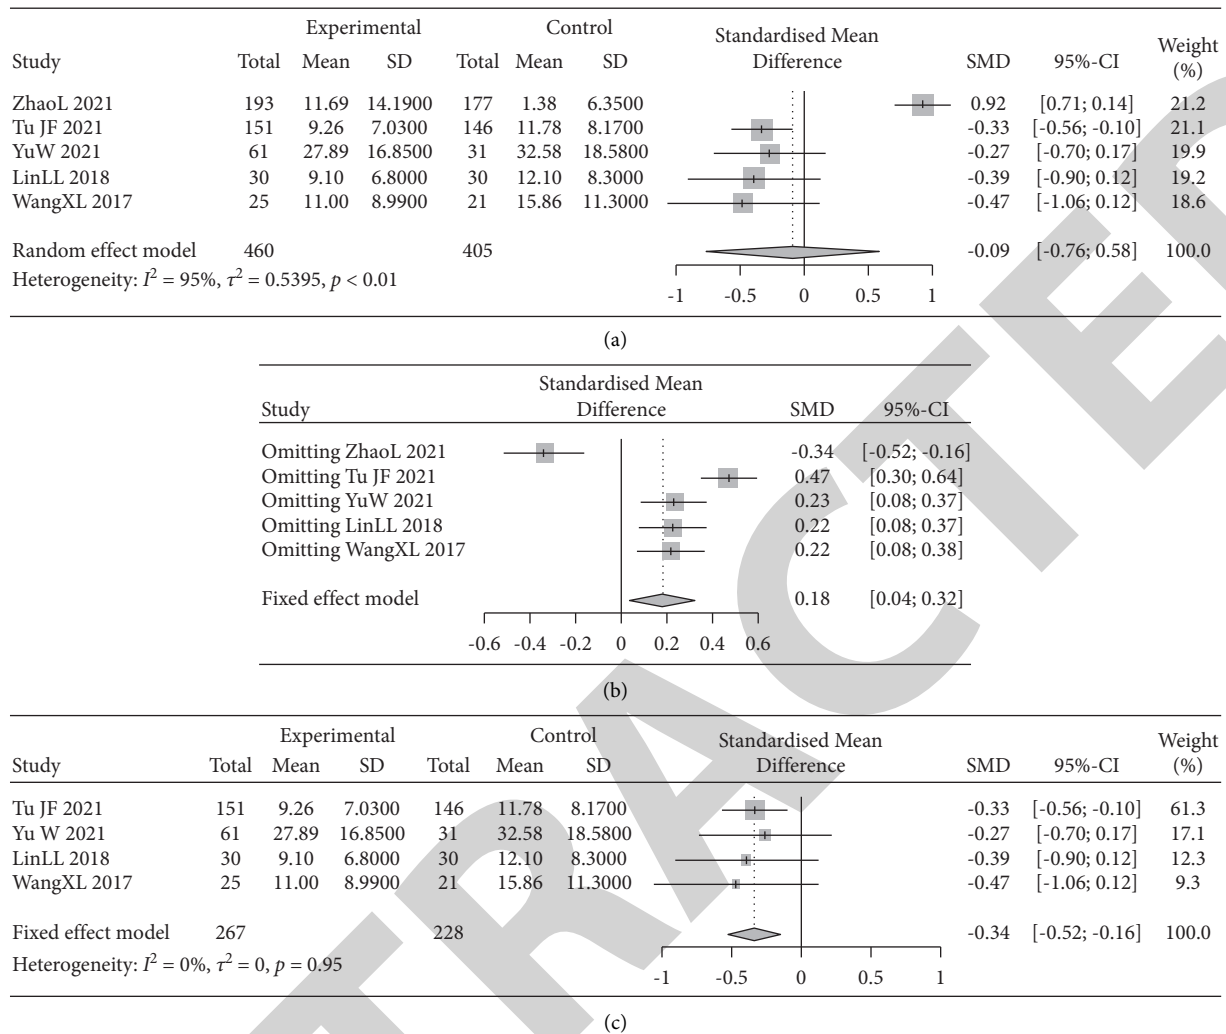 Experimental Control Standardised Mean Difference Weight (%)
Study Total Mean SD Total Mean SD SMD 95%-CI
ZhaoL 2021 193 11.69 14.1900 177 1.38 6.3500 0.92 [0.71; 0.14] 21.2
Tu JF 2021 151 9.26 7.0300 146 11.78 8.1700 -0.33 [-0.56; -0.10] 21.1
YuW 2021 61 27.89 16.8500 31 32.58 18.5800 -0.27 [-0.70; 0.17] 19.9
LinLL 2018 30 9.10 6.8000 30 12.10 8.3000 -0.39 [-0.90; 0.12] 19.2
WangXL 2017 25 11.00 8.9900 21 15.86 11.3000 -0.47 [-1.06; 0.12] 18.6
Random effect model 460 405 -0.09 [-0.76; 0.58] 100.0
Heterogeneity: I² = 95%, τ² = 0.5395, p < 0.01
-1 -0.5 0 0.5 1
(a)
Standardised Mean
Study Difference SMD 95%-CI
Omitting ZhaoL 2021 -0.34 [-0.52; -0.16]
Omitting Tu JF 2021 0.47 [0.30; 0.64]
Omitting YuW 2021 0.23 [0.08; 0.37]
Omitting LinLL 2018 0.22 [0.08; 0.37]
Omitting WangXL 2017 0.22 [0.08; 0.38]
Fixed effect model 0.18 [0.04; 0.32]
-0.6 -0.4 -0.2 0 0.2 0.4 0.6
(b)
Experimental Control Standardised Mean Difference Weight (%)
Study Total Mean SD Total Mean SD SMD 95%-CI
Tu JF 2021 151 9.26 7.0300 146 11.78 8.1700 -0.33 [-0.56; -0.10] 61.3
Yu W 2021 61 27.89 16.8500 31 32.58 18.5800 -0.27 [-0.70; 0.17] 17.1
LinLL 2018 30 9.10 6.8000 30 12.10 8.3000 -0.39 [-0.90; 0.12] 12.3
WangXL 2017 25 11.00 8.9900 21 15.86 11.3000 -0.47 [-1.06; 0.12] 9.3
Fixed effect model 267 228 -0.34 [-0.52; -0.16] 100.0
Heterogeneity: I² = 0%, τ² = 0, p = 0.95
-1 -0.5 0 0.5 1
(c)
TRACTED